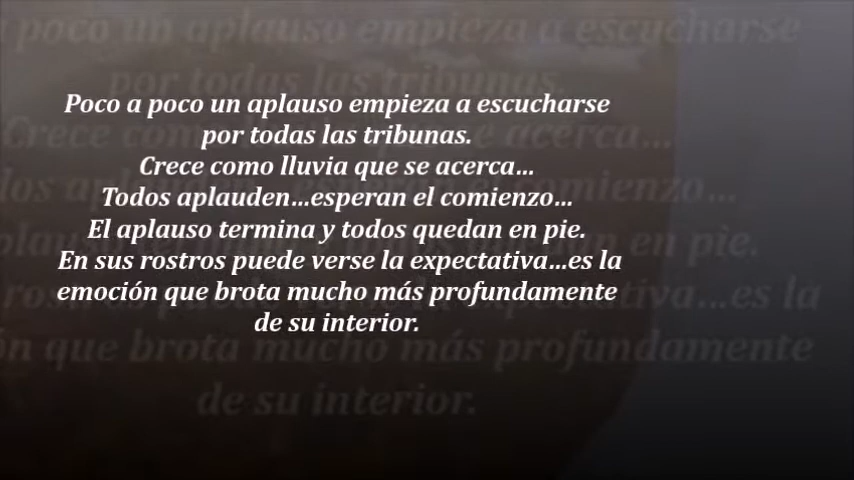 Poco a poco un aplauso empieza a escucharse
por todas las tribunas.
Crece como lluvia que se acerca...
Todos aplauden...esperan el comienzo...
El aplauso termina y todos quedan en pie.
En sus rostros puede verse la expectativa...es la
emoción que brota mucho más profundamente
de su interior.